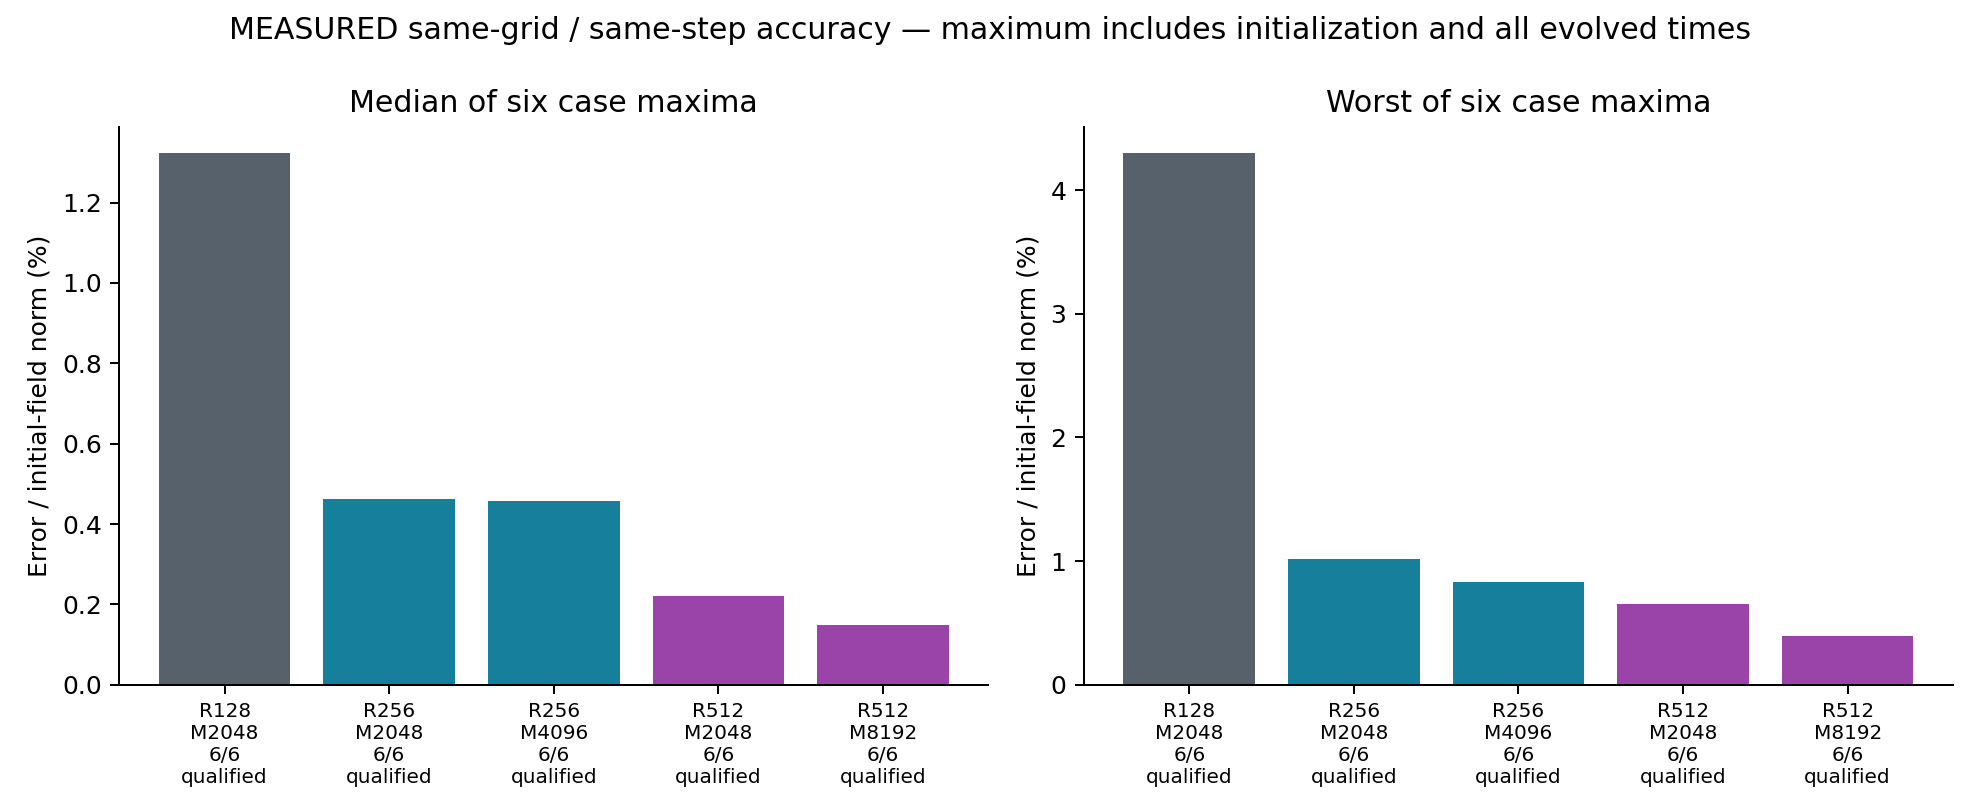 MEASURED same-grid / same-step accuracy — maximum includes initialization and all evolved times
Median of six case maxima
Error / initial-field norm (%)
1.2
1.0
0.8
0.6
0.4
0.2
0.0
R128
M2048
6/6
qualified
R256
M2048
6/6
qualified
R256
M4096
6/6
qualified
R512
M2048
6/6
qualified
R512
M8192
6/6
qualified
Worst of six case maxima
Error / initial-field norm (%)
4
3
2
1
0
R128
M2048
6/6
qualified
R256
M2048
6/6
qualified
R256
M4096
6/6
qualified
R512
M2048
6/6
qualified
R512
M8192
6/6
qualified